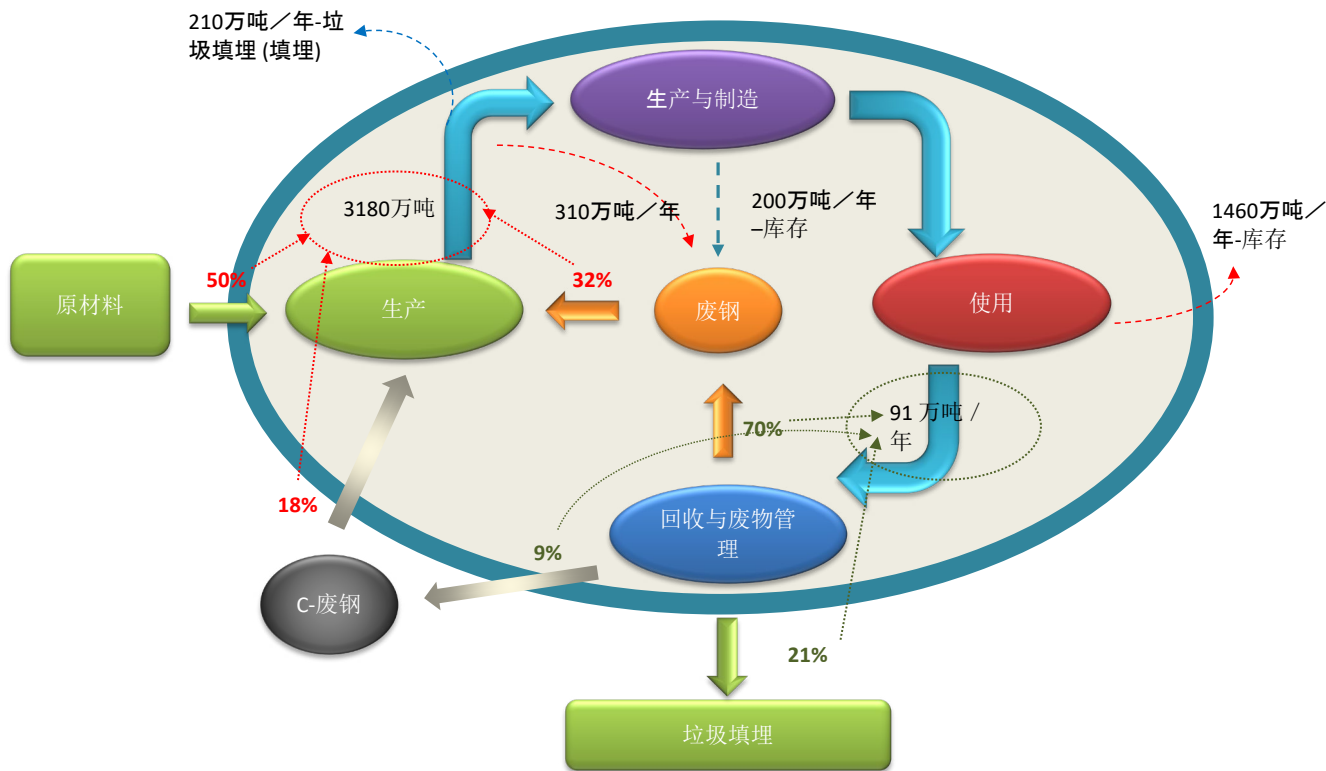 210万吨／年-垃
圾填埋 (填埋)
生产与制造
3180万吨
310万吨／年
200万吨／年
–库存
1460万吨／
年-库存
原材料
50%
生产
32%
废钢
使用
70%
91 万吨 /
年
18%
回收与废物管
理
9%
C-废钢
21%
垃圾填埋